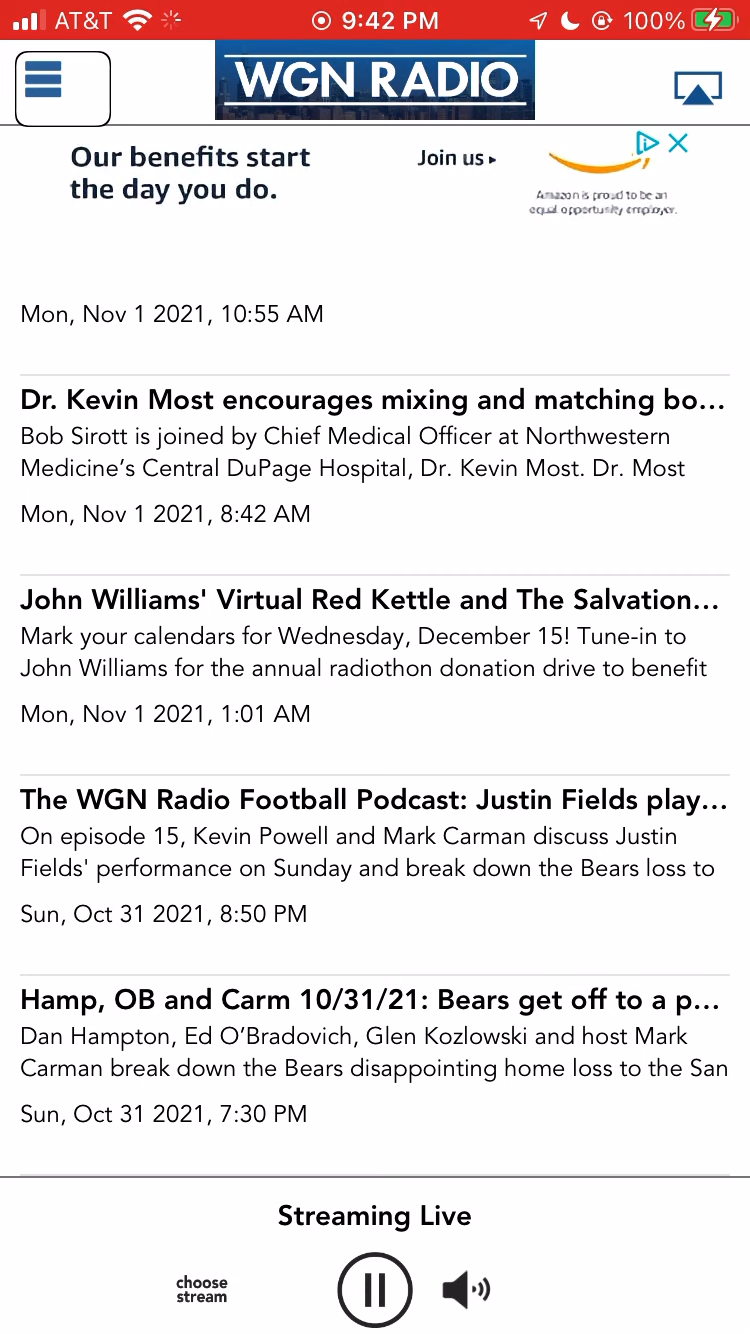 AT&T 9:42 PM 100%
WGN RADIO
Our benefits start
the day you do.
Join us
Amazon is proud to be an
equal opportunity employer.
Mon, Nov 1 2021, 10:55 AM
Dr. Kevin Most encourages mixing and matching bo...
Bob Sirott is joined by Chief Medical Officer at Northwestern
Medicine’s Central DuPage Hospital, Dr. Kevin Most. Dr. Most
Mon, Nov 1 2021, 8:42 AM
John Williams' Virtual Red Kettle and The Salvation...
Mark your calendars for Wednesday, December 15! Tune-in to
John Williams for the annual radiothon donation drive to benefit
Mon, Nov 1 2021, 1:01 AM
The WGN Radio Football Podcast: Justin Fields play...
On episode 15, Kevin Powell and Mark Carman discuss Justin
Fields' performance on Sunday and break down the Bears loss to
Sun, Oct 31 2021, 8:50 PM
Hamp, OB and Carm 10/31/21: Bears get off to a p...
Dan Hampton, Ed O’Bradovich, Glen Kozlowski and host Mark
Carman break down the Bears disappointing home loss to the San
Sun, Oct 31 2021, 7:30 PM
Streaming Live
choose
stream